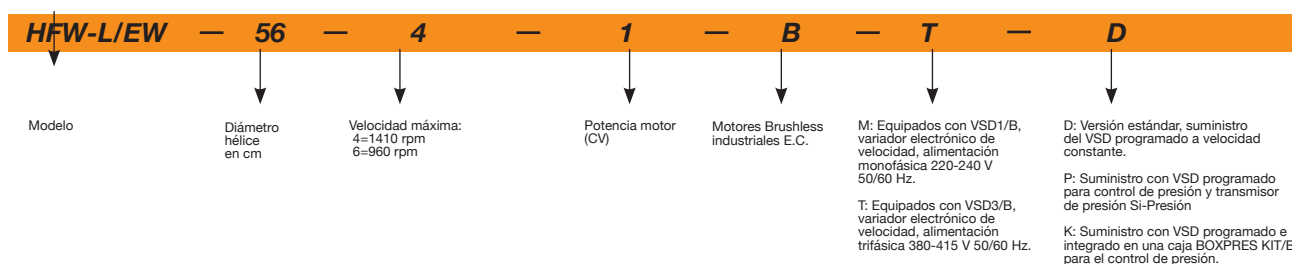 HFW-L/EW — 56 — 4 — 1 — B — T — D
Modelo
Diámetro
hélice
en cm
Velocidad máxima:
4=1410 rpm
6=960 rpm
Potencia motor
(CV)
Motores Brushless
industriales E.C.
M: Equipados con VSD1/B,
variador electrónico de
velocidad, alimentación
monofásica 220-240 V
50/60 Hz.
T: Equipados con VSD3/B,
variador electrónico de
velocidad, alimentación
trifásica 380-415 V 50/60 Hz.
D: Versión estándar, suministro
del VSD programado a velocidad
constante.
P: Suministro con VSD programado
para control de presión y transmisor
de presión Si-Presión
K: Suministro con VSD programado e
integrado en una caja BOXPRES KIT/B
para el control de presión.